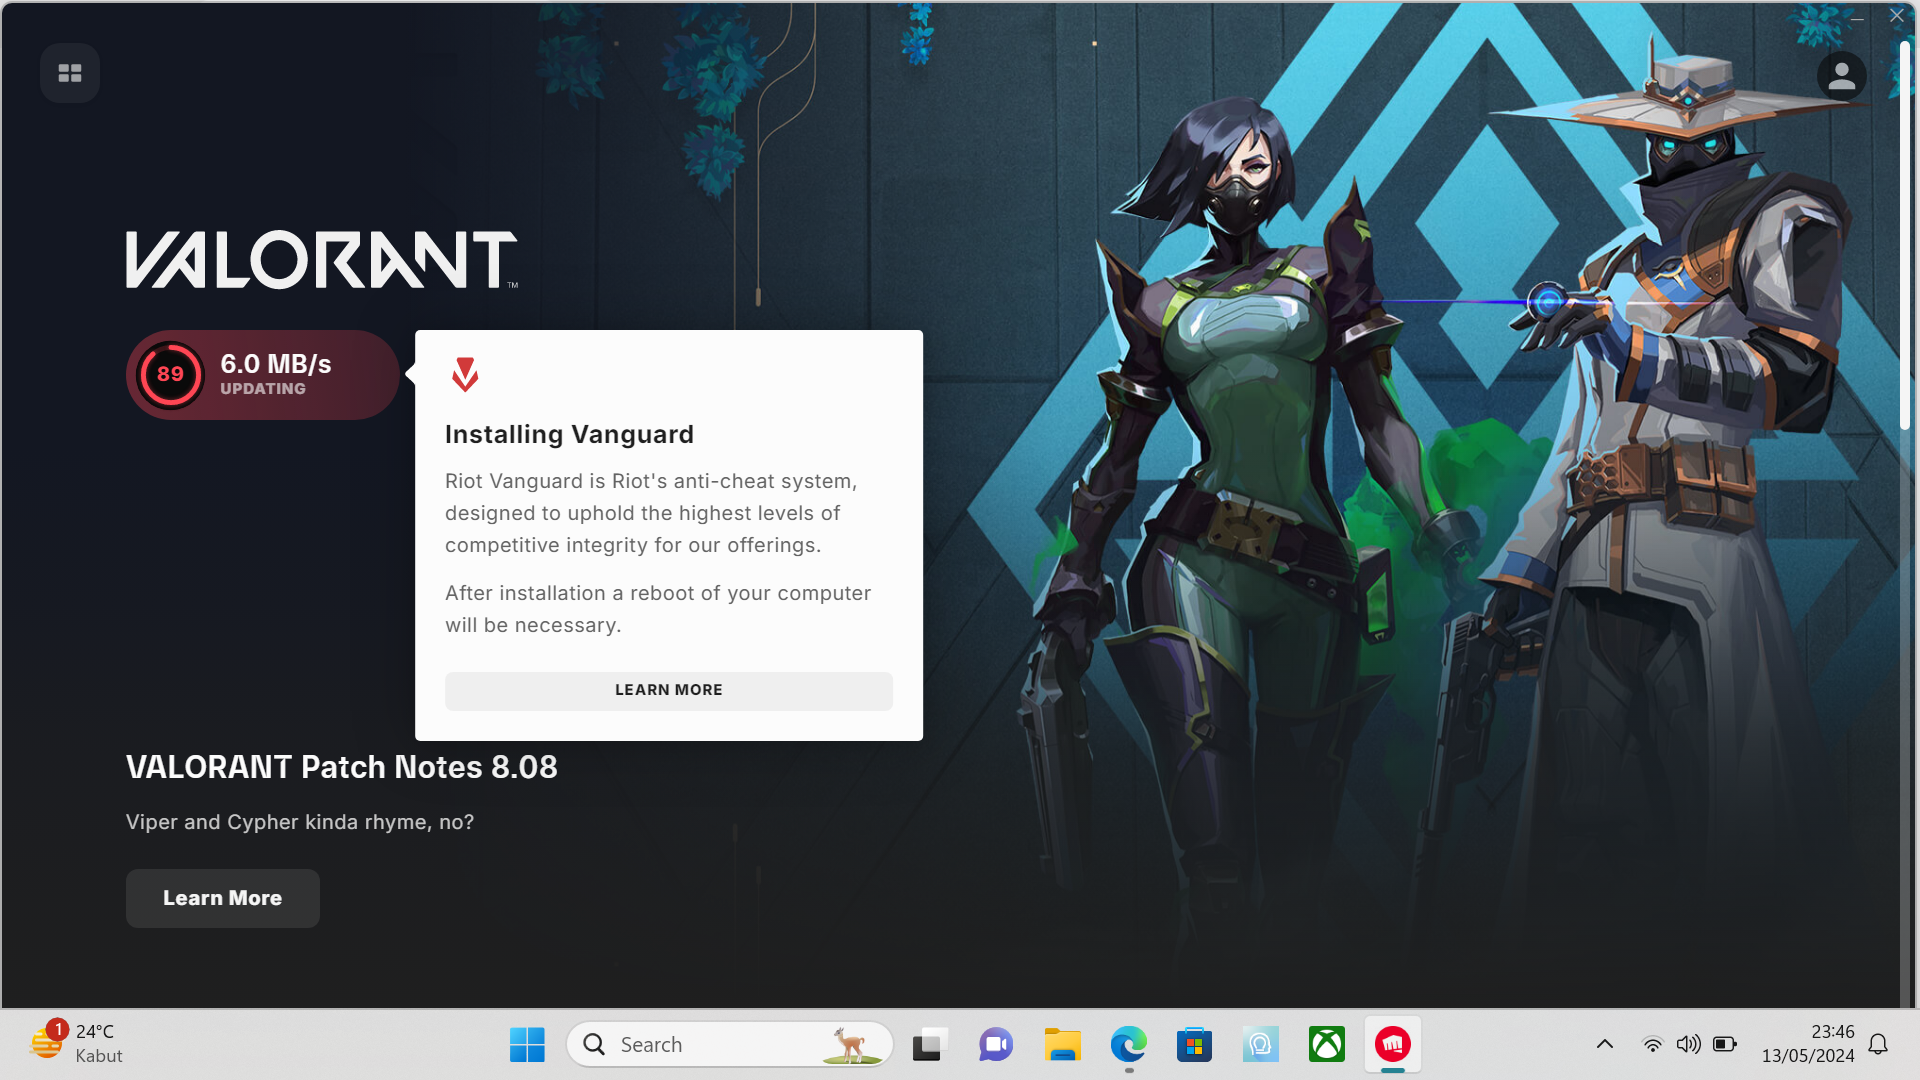 VALORANT™
89
6.0 MB/s
UPDATING
Installing Vanguard
Riot Vanguard is Riot's anti-cheat system,
designed to uphold the highest levels of
competitive integrity for our offerings.
After installation a reboot of your computer
will be necessary.
LEARN MORE
VALORANT Patch Notes 8.08
Viper and Cypher kinda rhyme, no?
Learn More
1
24°C
Kabut
Search
23:46
13/05/2024